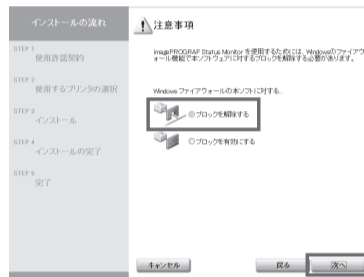 インストールの流れ
STEP 1
使用許諾契約
STEP 2
使用するプリンタの選択
STEP 3
インストール
STEP 4
インストールの完了
STEP 5
完了
注意事項
imagePROGRAF Status Monitor を使用するためには、Windowsのファイアウ
ォール機能で本ソフトウェアに対するブロックを解除する必要があります。
Windows ファイアウォールの本ソフトに対する...
ブロックを解除する
ブロックを有効にする
キャンセル
戻る
次へ